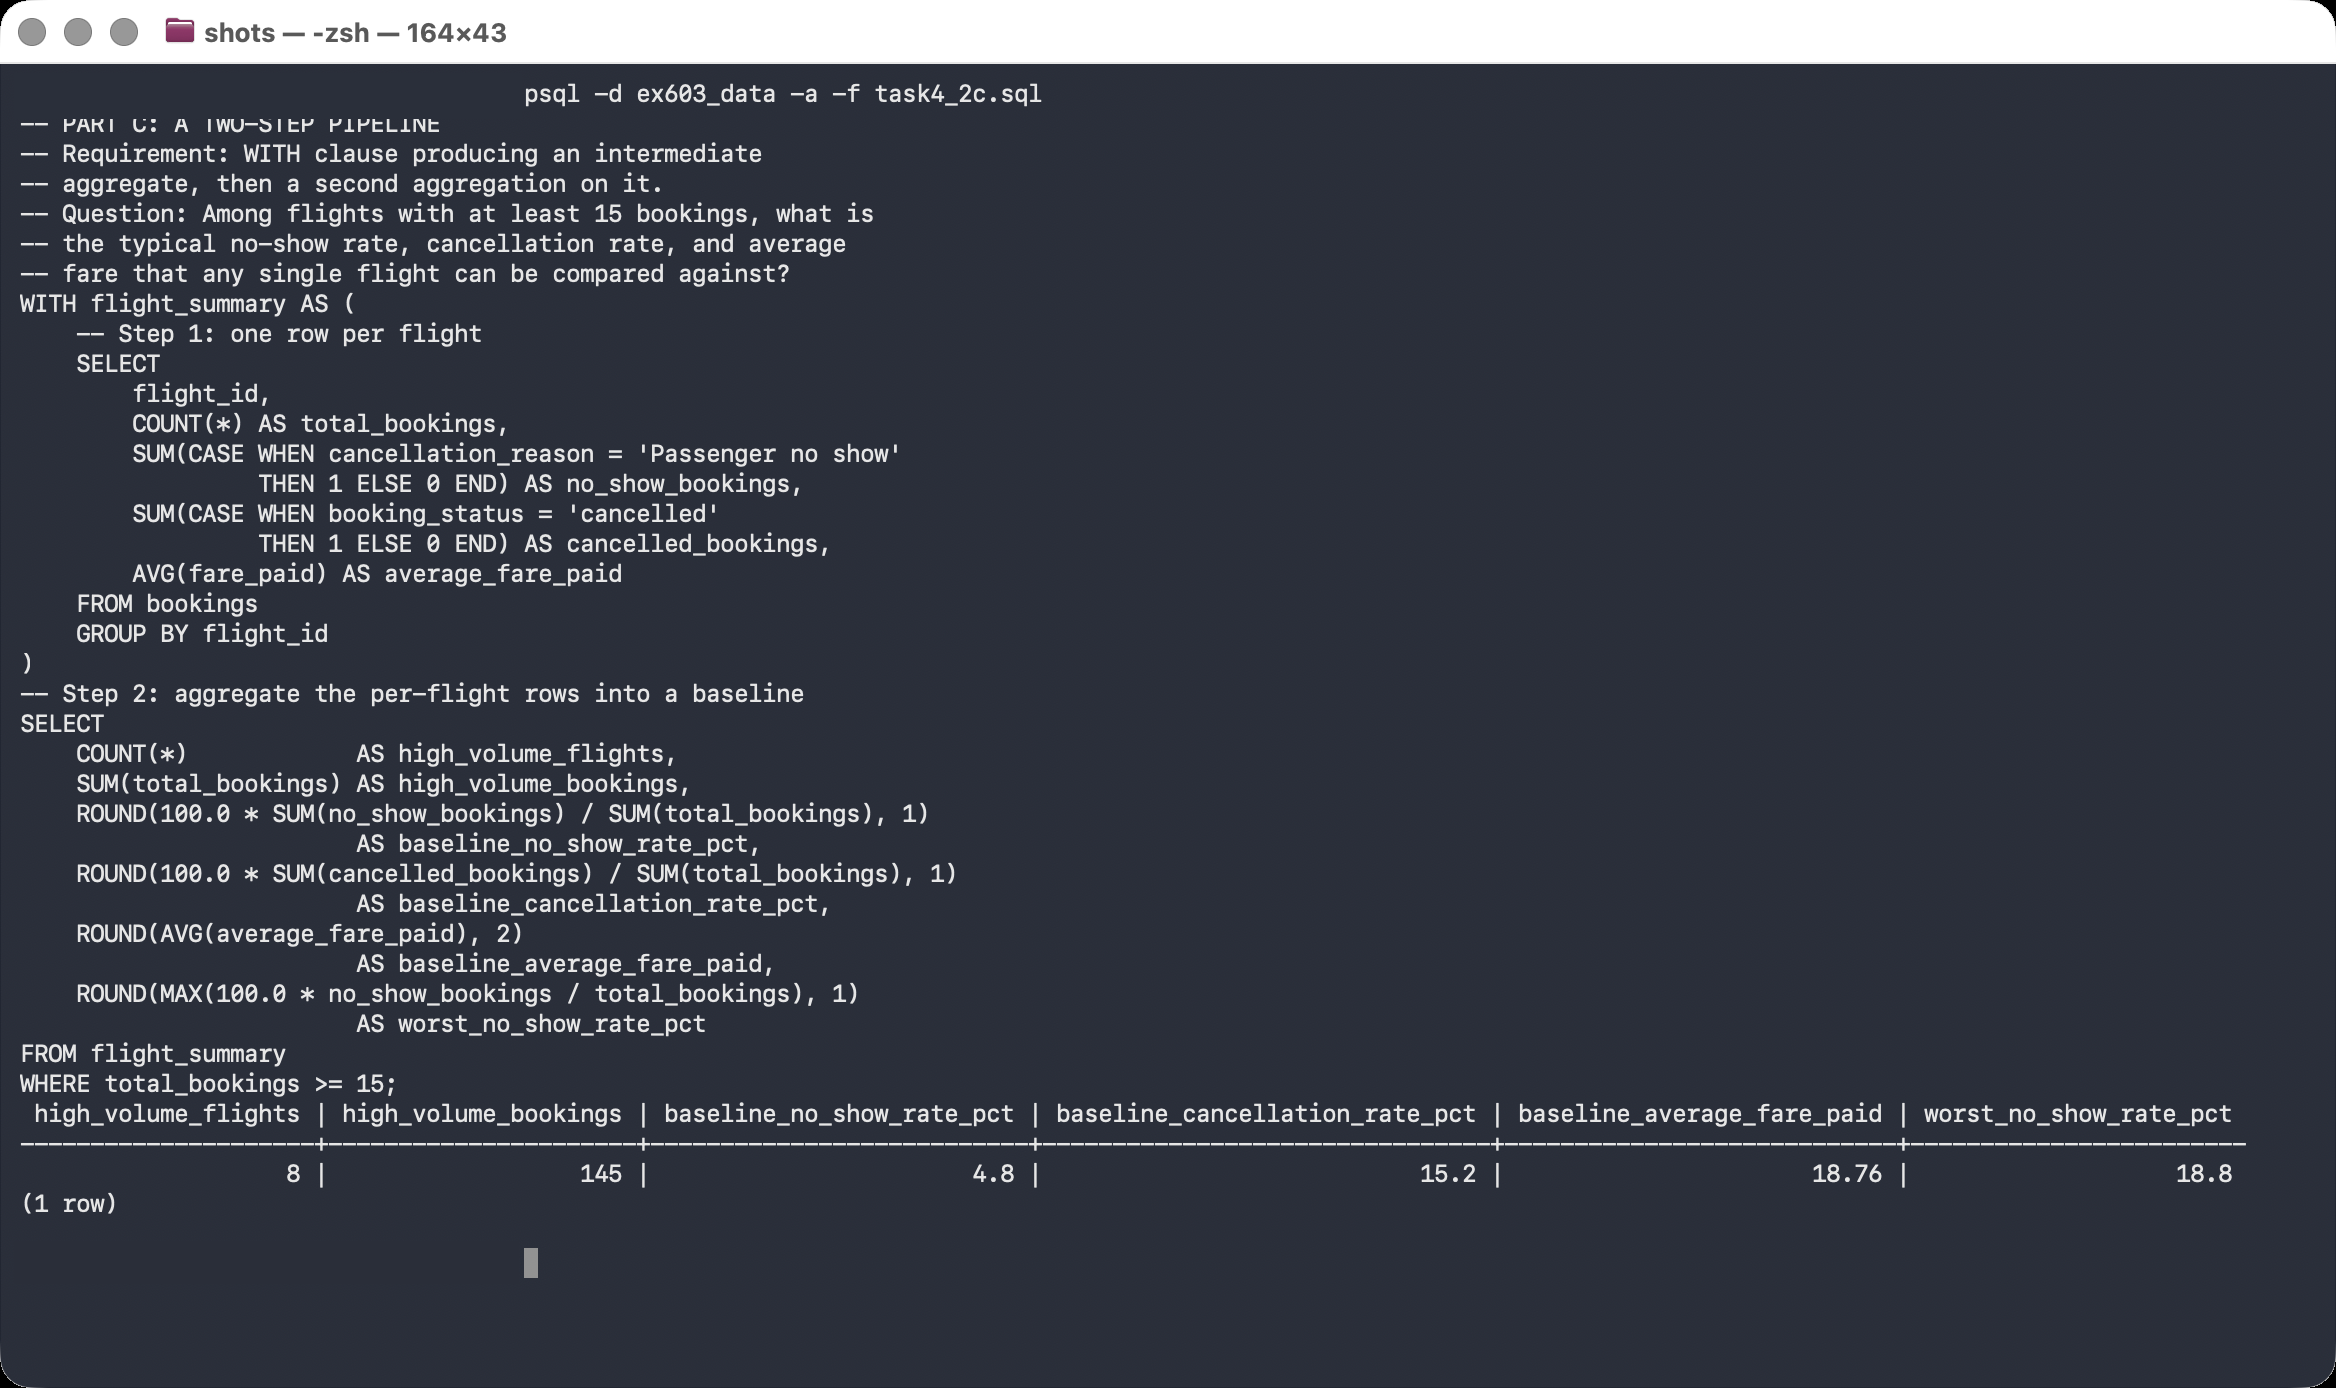 shots — -zsh — 164×43
psql -d ex603_data -a -f task4_2c.sql
-- PART C: A TWO-STEP PIPELINE
-- Requirement: WITH clause producing an intermediate
-- aggregate, then a second aggregation on it.
-- Question: Among flights with at least 15 bookings, what is
-- the typical no-show rate, cancellation rate, and average
-- fare that any single flight can be compared against?
WITH flight_summary AS (
    -- Step 1: one row per flight
    SELECT
        flight_id,
        COUNT(*) AS total_bookings,
        SUM(CASE WHEN cancellation_reason = 'Passenger no show'
                 THEN 1 ELSE 0 END) AS no_show_bookings,
        SUM(CASE WHEN booking_status = 'cancelled'
                 THEN 1 ELSE 0 END) AS cancelled_bookings,
        AVG(fare_paid) AS average_fare_paid
    FROM bookings
    GROUP BY flight_id
)
-- Step 2: aggregate the per-flight rows into a baseline
SELECT
    COUNT(*)            AS high_volume_flights,
    SUM(total_bookings) AS high_volume_bookings,
    ROUND(100.0 * SUM(no_show_bookings) / SUM(total_bookings), 1)
                        AS baseline_no_show_rate_pct,
    ROUND(100.0 * SUM(cancelled_bookings) / SUM(total_bookings), 1)
                        AS baseline_cancellation_rate_pct,
    ROUND(AVG(average_fare_paid), 2)
                        AS baseline_average_fare_paid,
    ROUND(MAX(100.0 * no_show_bookings / total_bookings), 1)
                        AS worst_no_show_rate_pct
FROM flight_summary
WHERE total_bookings >= 15;
 high_volume_flights | high_volume_bookings | baseline_no_show_rate_pct | baseline_cancellation_rate_pct | baseline_average_fare_paid | worst_no_show_rate_pct
---------------------+----------------------+---------------------------+--------------------------------+----------------------------+------------------------
                   8 |                  145 |                       4.8 |                           15.2 |                      18.76 |                   18.8
(1 row)